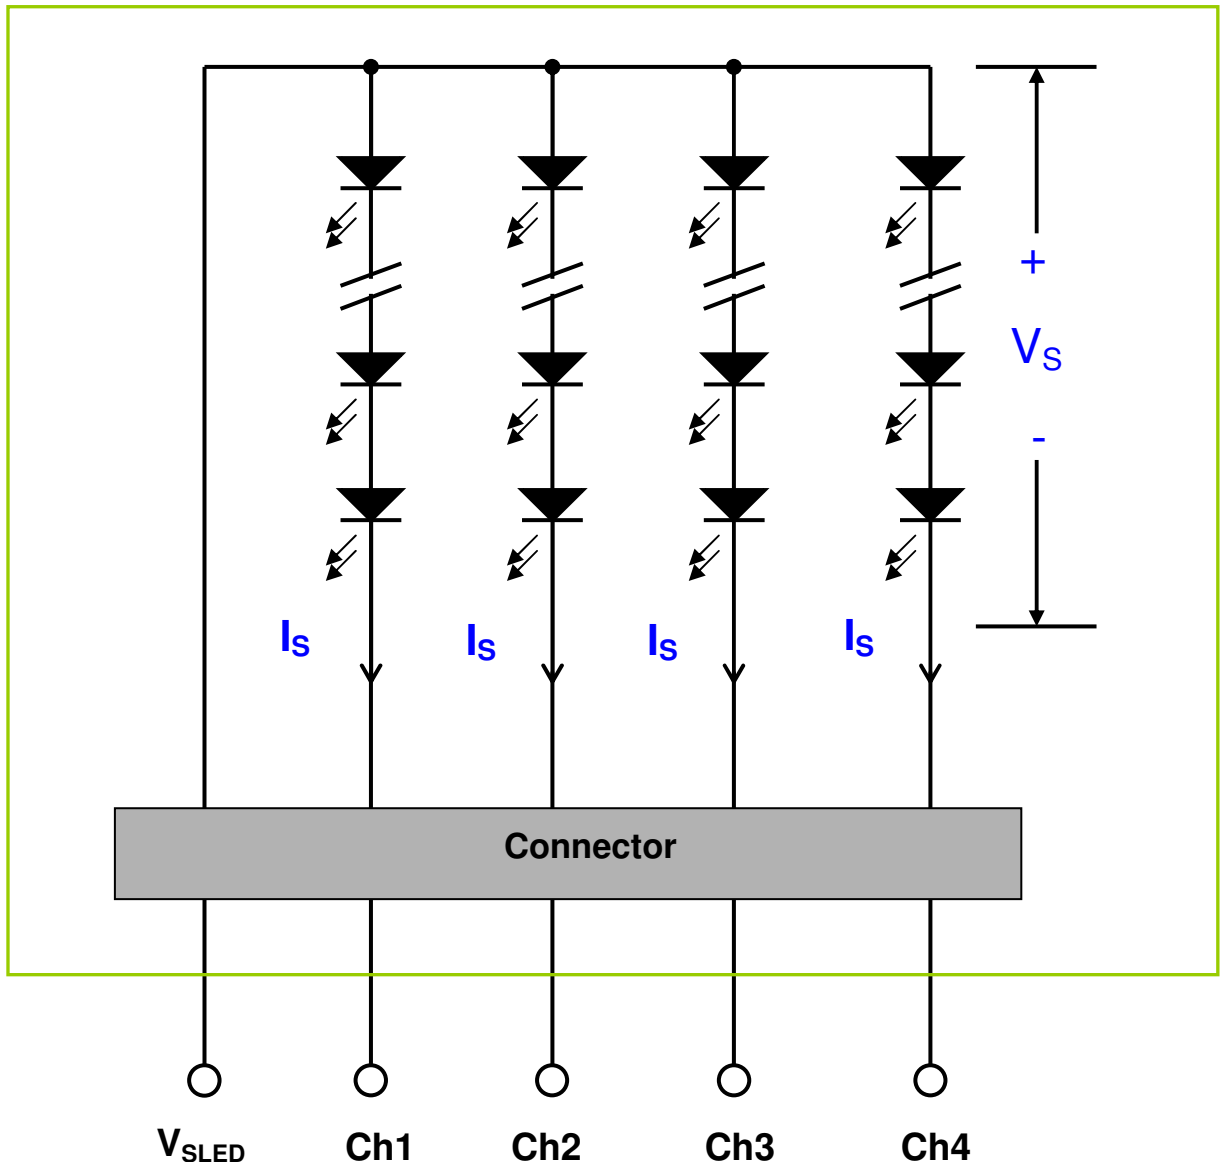 +
VS
-
IS IS IS IS
Connector
VSLED Ch1 Ch2 Ch3 Ch4